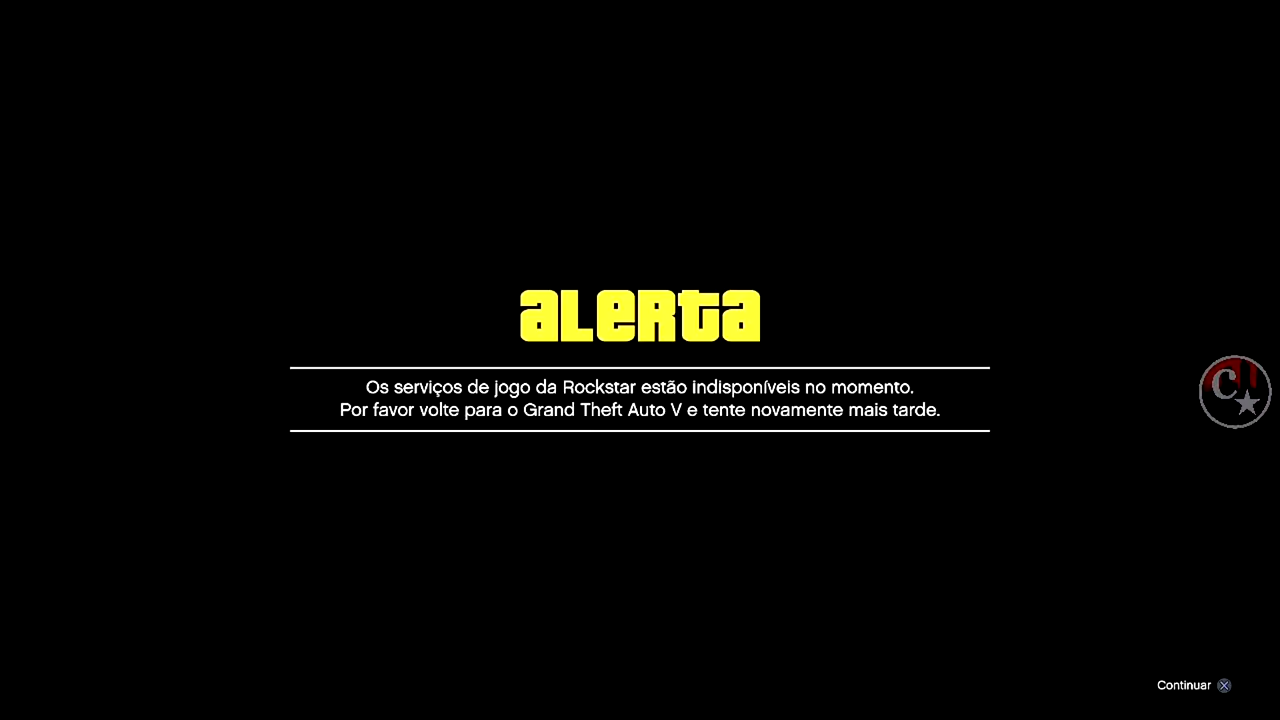 aLeRta
Os serviços de jogo da Rockstar estão indisponíveis no momento.
Por favor volte para o Grand Theft Auto V e tente novamente mais tarde.
C
Continuar